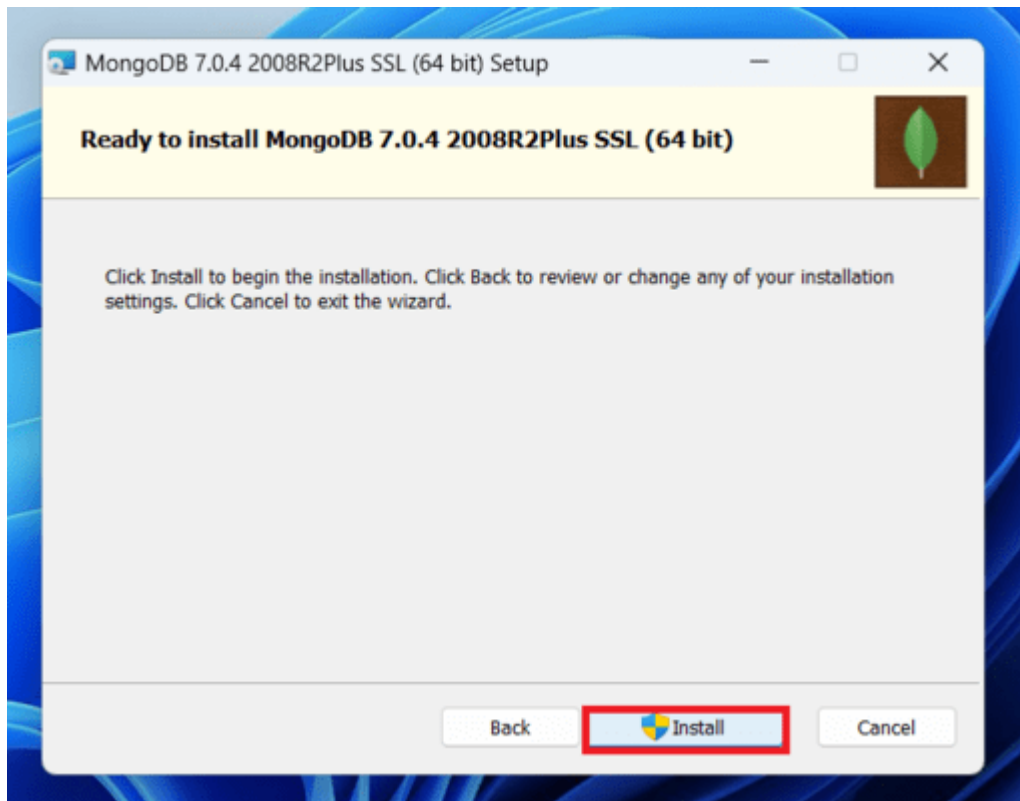 MongoDB 7.0.4 2008R2Plus SSL (64 bit) Setup
Ready to install MongoDB 7.0.4 2008R2Plus SSL (64 bit)
Click Install to begin the installation. Click Back to review or change any of your installation
settings. Click Cancel to exit the wizard.
Back
Install
Cancel